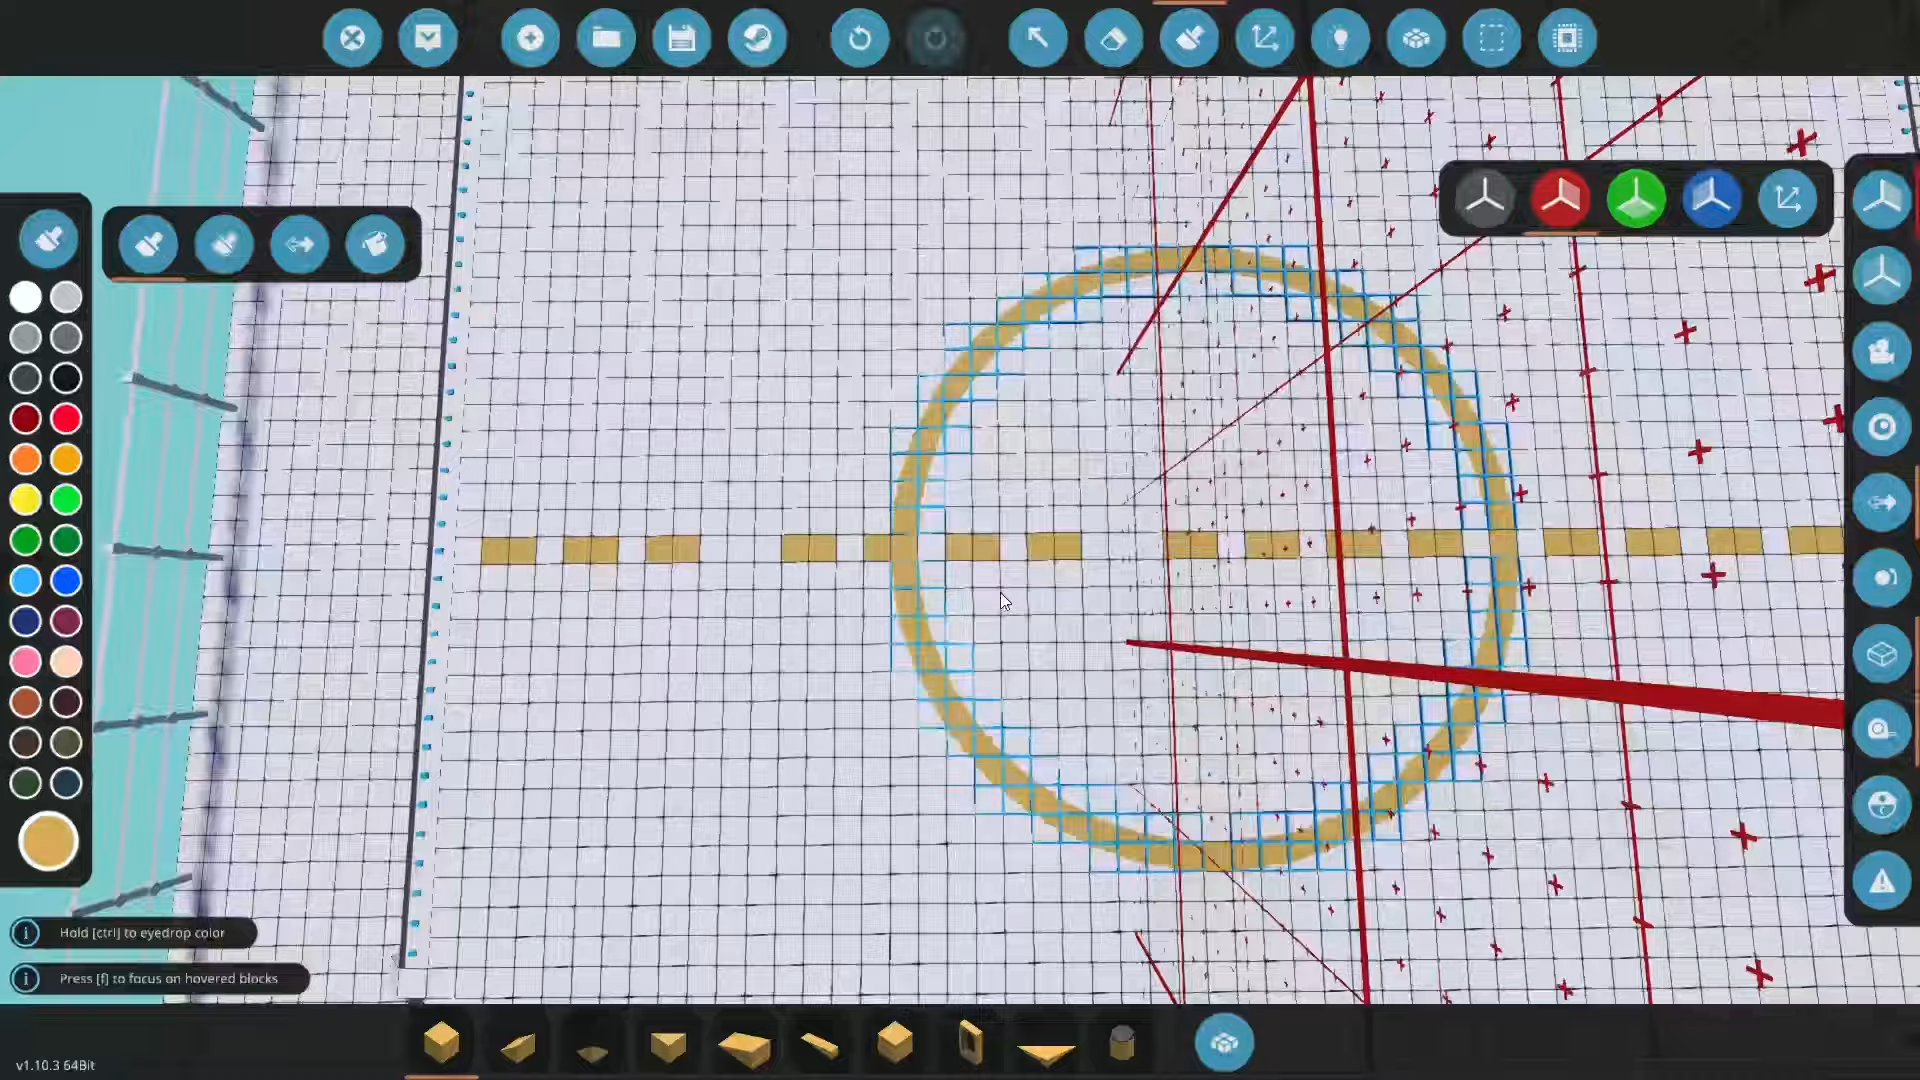 Hold [ctrl] to eyedrop color
Press [f] to focus on hovered blocks
v1.10.3 64Bit